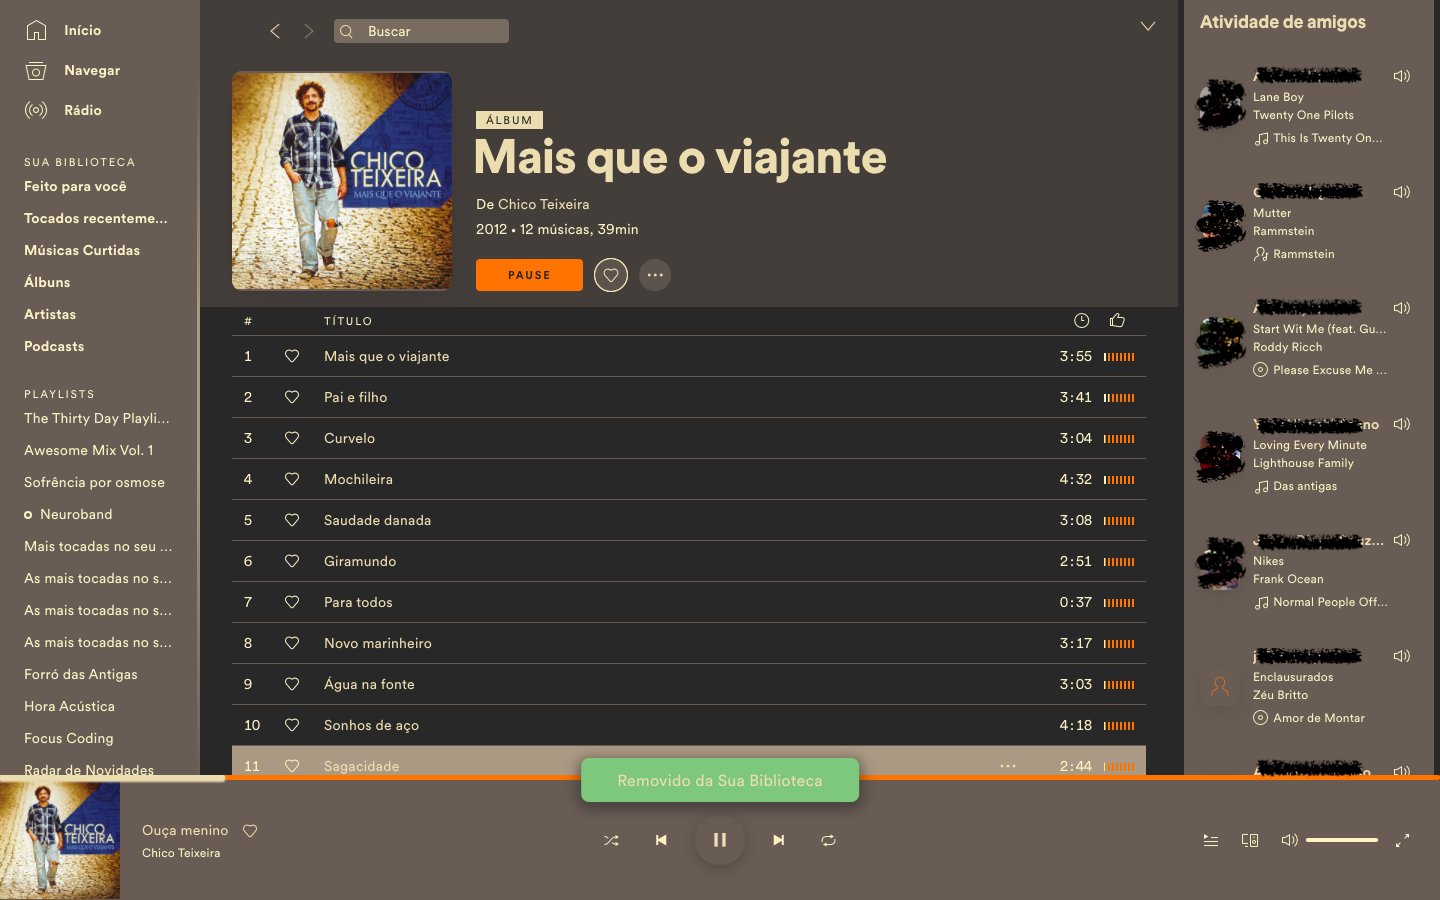 Início
Navegar
Rádio
SUA BIBLIOTECA
Feito para você
Tocados recenteme...
Músicas Curtidas
Álbuns
Artistas
Podcasts
PLAYLISTS
The Thirty Day Playli...
Awesome Mix Vol. 1
Sofrência por osmose
Neuroband
Mais tocadas no seu ...
As mais tocadas no s...
As mais tocadas no s...
As mais tocadas no s...
Forró das Antigas
Hora Acústica
Focus Coding
Radar de Novidades
Buscar
CHICO
TEIXEIRA
MAIS QUE O VIAJANTE
ÁLBUM
Mais que o viajante
De Chico Teixeira
2012 • 12 músicas, 39min
PAUSE
# TÍTULO
1 Mais que o viajante 3:55
2 Pai e filho 3:41
3 Curvelo 3:04
4 Mochileira 4:32
5 Saudade danada 3:08
6 Giramundo 2:51
7 Para todos 0:37
8 Novo marinheiro 3:17
9 Água na fonte 3:03
10 Sonhos de aço 4:18
11 Sagacidade 2:44
Atividade de amigos
Lane Boy
Twenty One Pilots
This Is Twenty On...
Mutter
Rammstein
Rammstein
Start Wit Me (feat. Gu...
Roddy Ricch
Please Excuse Me ...
Loving Every Minute
Lighthouse Family
Das antigas
Nikes
Frank Ocean
Normal People Off...
Enclausurados
Zéu Britto
Amor de Montar
Removido da Sua Biblioteca
CHICO
TEIXEIRA
MAIS QUE O VIAJANTE
Ouça menino
Chico Teixeira